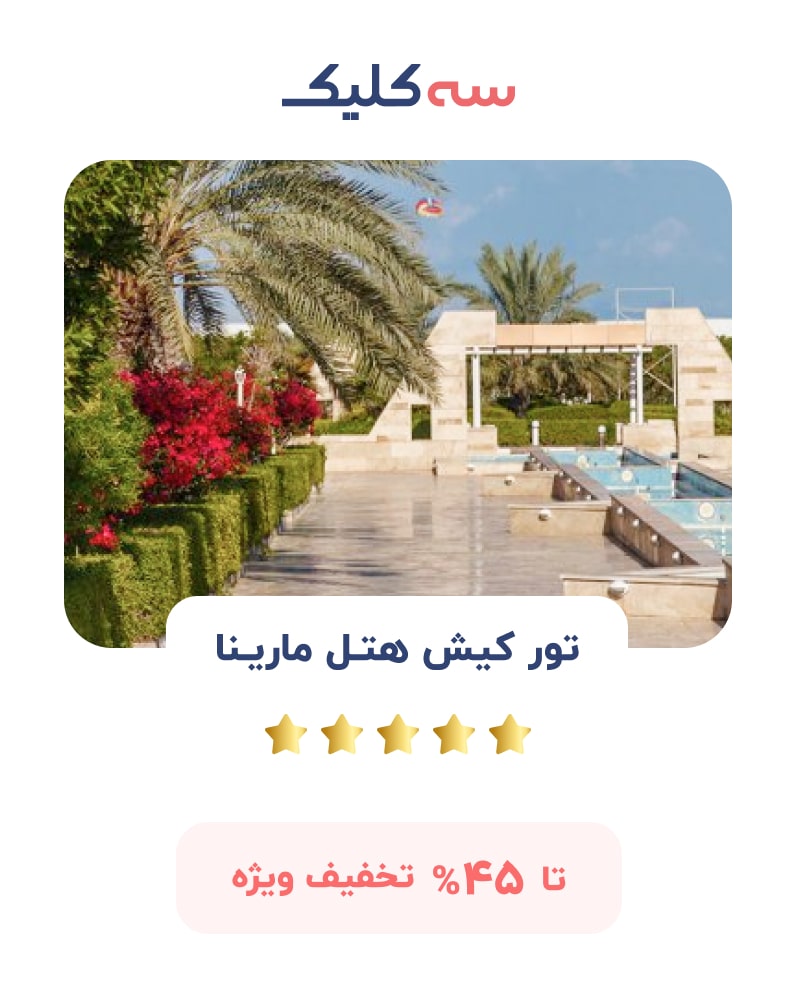 سه کلیک
تور کیش هتل مارینا
تا ۴۵% تخفیف ویژه